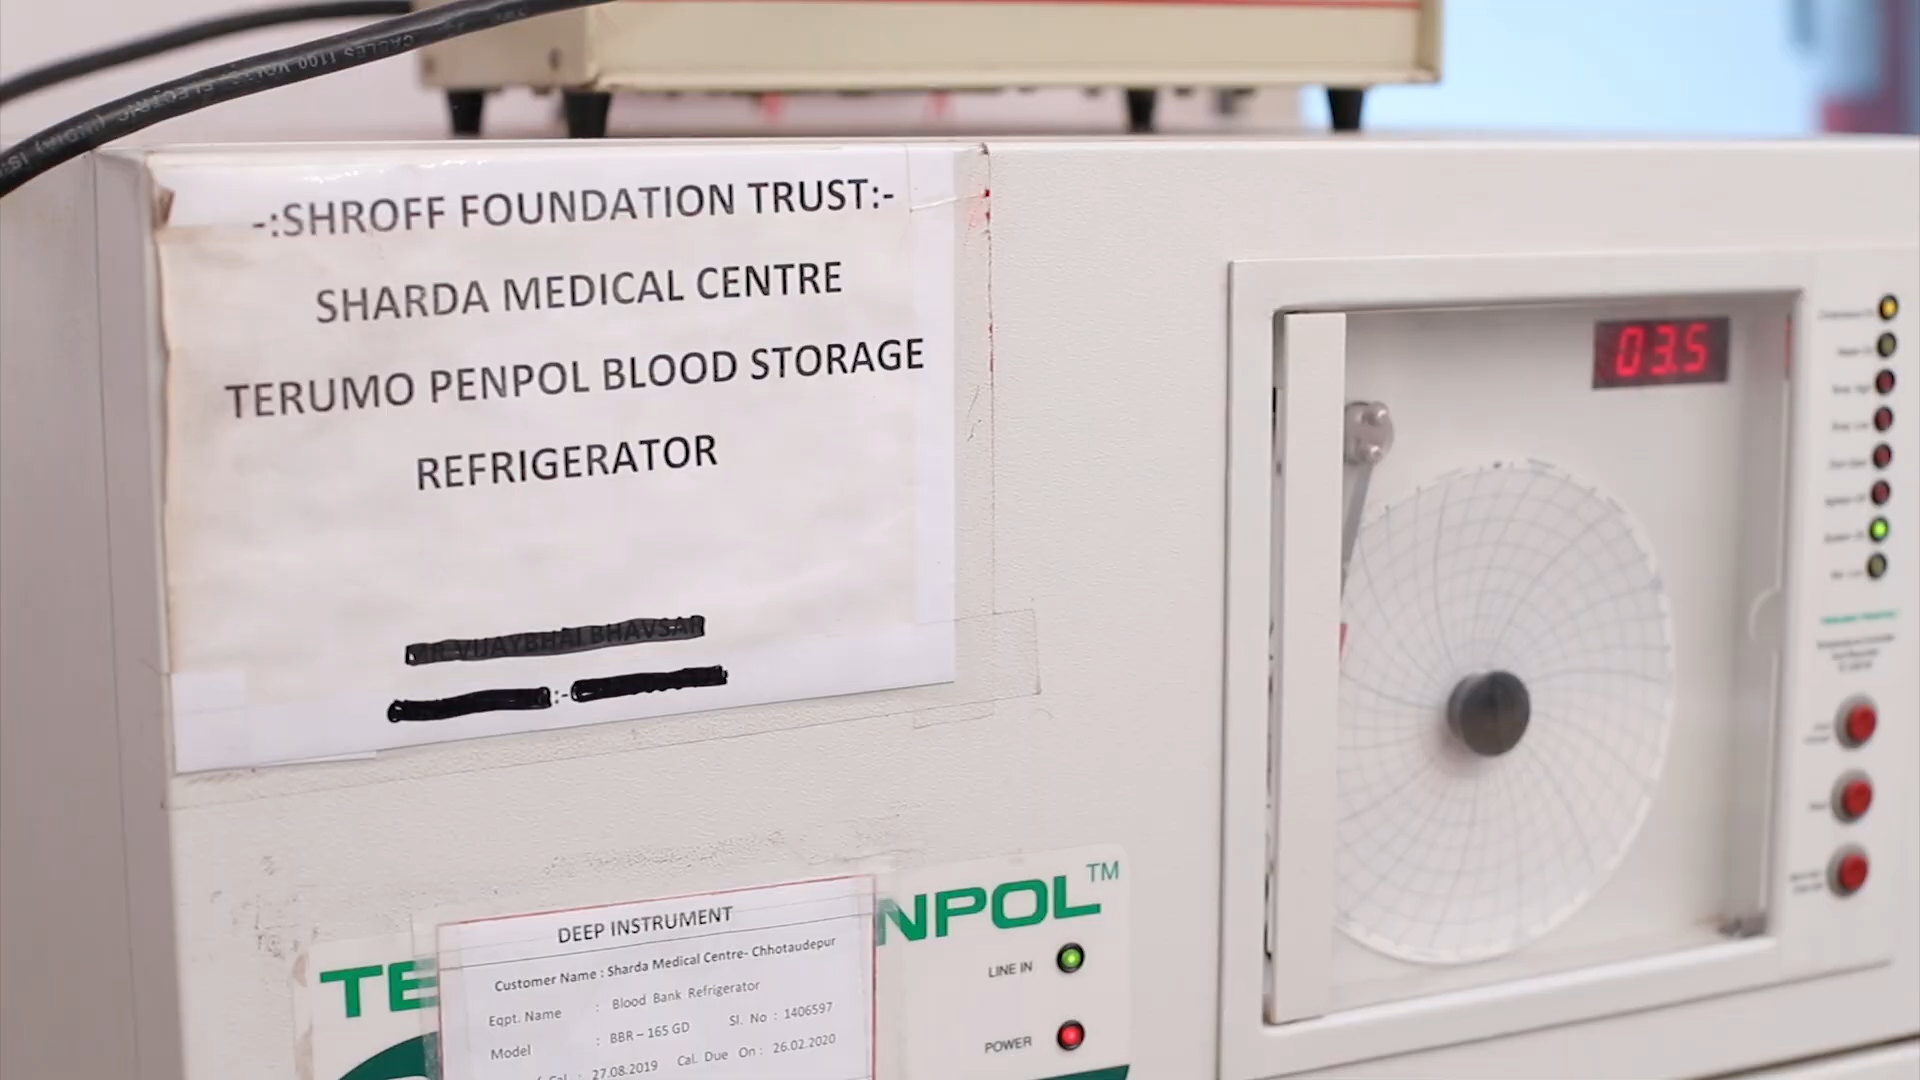 -:SHROFF FOUNDATION TRUST:-
SHARDA MEDICAL CENTRE
TERUMO PENPOL BLOOD STORAGE
REFRIGERATOR
:-
03.5
TE
NPOL™
DEEP INSTRUMENT
Customer Name : Sharda Medical Centre- Chhotaudepur
Eqpt. Name : Blood Bank Refrigerator
Model : BBR – 165 GD Sl. No : 1406597
Cal : 27.08.2019 Cal. Due On : 26.02.2020
LINE IN
POWER